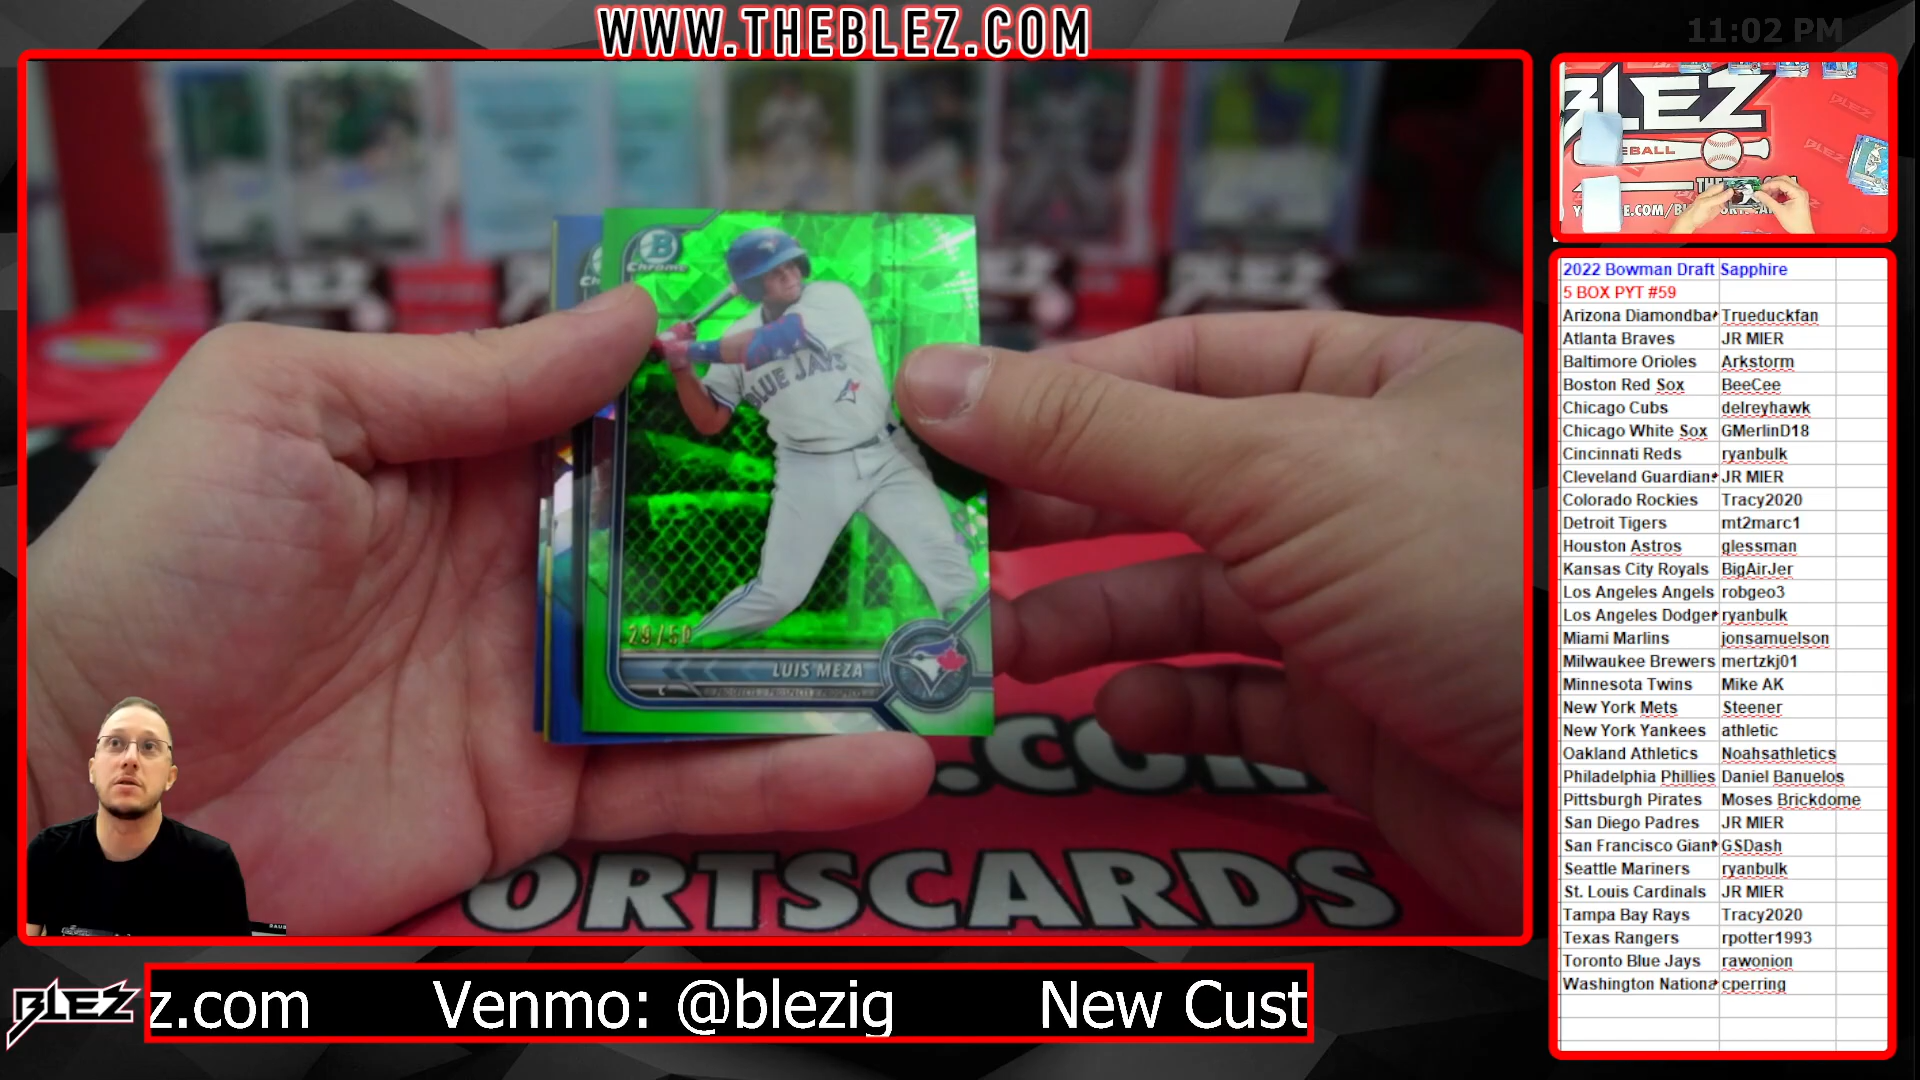 WWW.THEBLEZ.COM
11:02 PM
B
Chrome
BLUE JAYS
29/50
LUIS MEZA
C
.COM
ORTSCARDS
BLEZ
z.com Venmo: @blezig New Cust
BLEZ
EBALL
2022 Bowman Draft Sapphire
5 BOX PYT #59
Arizona Diamondba Trueduckfan
Atlanta Braves JR MIER
Baltimore Orioles Arkstorm
Boston Red Sox BeeCee
Chicago Cubs delreyhawk
Chicago White Sox GMerlinD18
Cincinnati Reds ryanbulk
Cleveland Guardian JR MIER
Colorado Rockies Tracy2020
Detroit Tigers mt2marc1
Houston Astros glessman
Kansas City Royals BigAirJer
Los Angeles Angels robgeo3
Los Angeles Dodger ryanbulk
Miami Marlins jonsamuelson
Milwaukee Brewers mertzkj01
Minnesota Twins Mike AK
New York Mets Steener
New York Yankees athletic
Oakland Athletics Noahsathletics
Philadelphia Phillies Daniel Banuelos
Pittsburgh Pirates Moses Brickdome
San Diego Padres JR MIER
San Francisco Giant GSDash
Seattle Mariners ryanbulk
St. Louis Cardinals JR MIER
Tampa Bay Rays Tracy2020
Texas Rangers rpotter1993
Toronto Blue Jays rawonion
Washington Nationa cperring